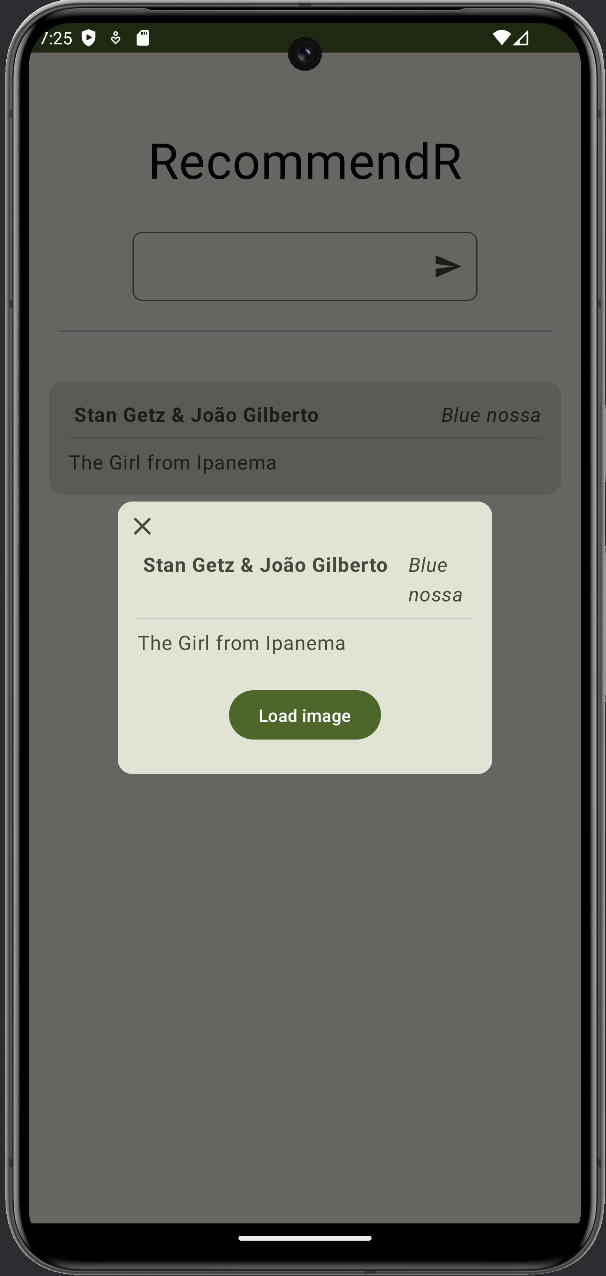 7:25
RecommendR
Stan Getz & João Gilberto Blue nossa
The Girl from Ipanema
Stan Getz & João Gilberto Blue
nossa
The Girl from Ipanema
Load image